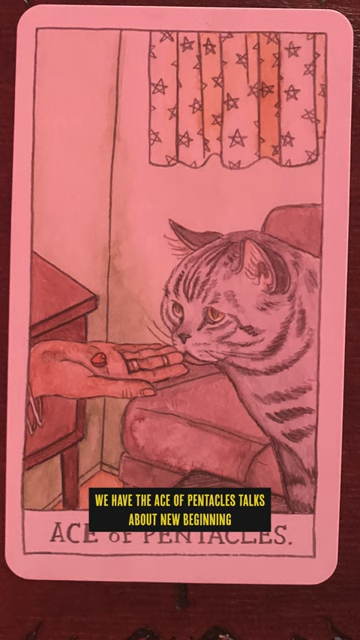 WE HAVE THE ACE OF PENTACLES TALKS
ABOUT NEW BEGINNING
ACE OF PENTACLES.